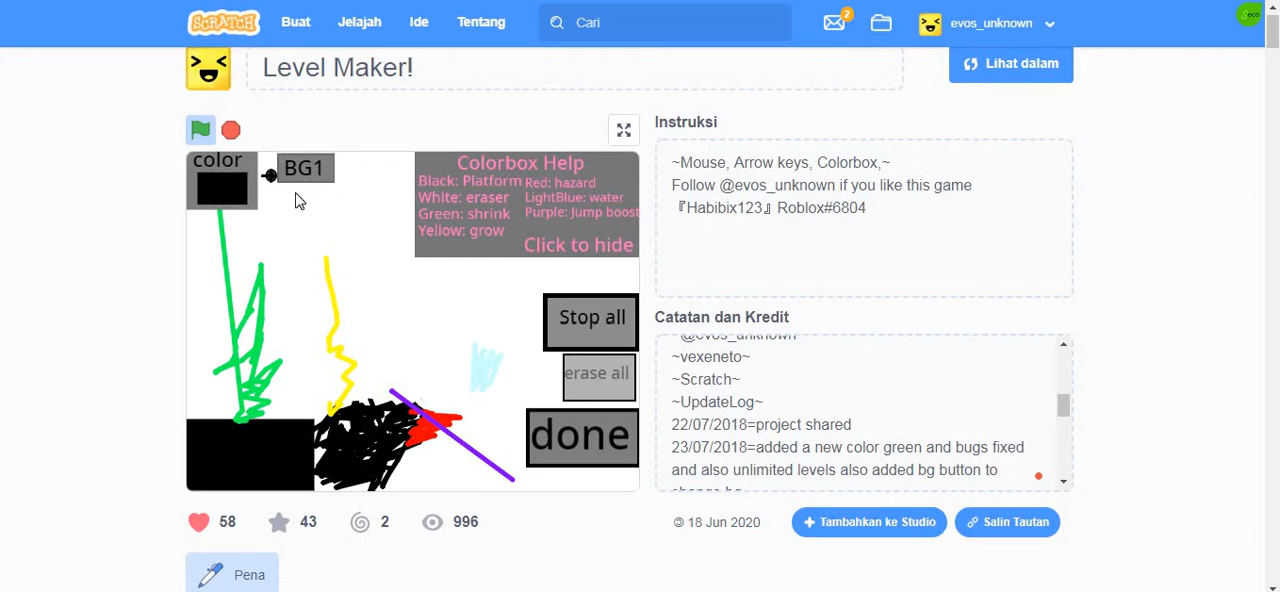 SCRATCH Buat Jelajah Ide Tentang Cari 2 evos_unknown
Seco
Level Maker!
Lihat dalam
Instruksi
~Mouse, Arrow keys, Colorbox,~
Follow @evos_unknown if you like this game
『Habibix123』Roblox#6804
color
BG1
Colorbox Help
Black: Platform Red: hazard
White: eraser LightBlue: water
Green: shrink Purple: Jump boost
Yellow: grow
Click to hide
Stop all
erase all
done
Catatan dan Kredit
~@evos_unknown~
~vexeneto~
~Scratch~
~UpdateLog~
22/07/2018=project shared
23/07/2018=added a new color green and bugs fixed
and also unlimited levels also added bg button to
change bg
58 43 2 996
18 Jun 2020
Tambahkan ke Studio
Salin Tautan
Pena